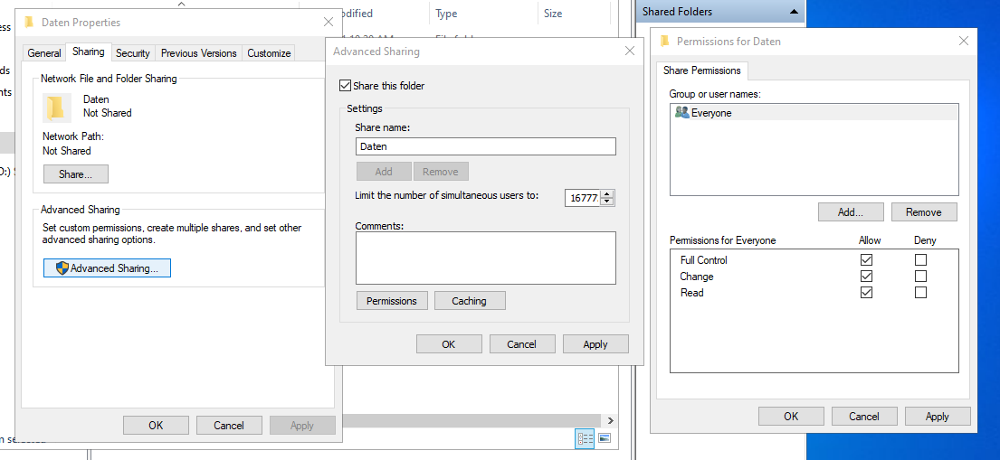 odified
Type
Size
Shared Folders
Daten Properties
General
Sharing
Security
Previous Versions
Customize
Network File and Folder Sharing
Daten
Not Shared
Network Path:
Not Shared
Share...
Advanced Sharing
Set custom permissions, create multiple shares, and set other
advanced sharing options.
Advanced Sharing...
OK
Cancel
Apply
Advanced Sharing
Share this folder
Settings
Share name:
Daten
Add
Remove
Limit the number of simultaneous users to:
16777
Comments:
Permissions
Caching
OK
Cancel
Apply
Permissions for Daten
Share Permissions
Group or user names:
Everyone
Add...
Remove
Permissions for Everyone
Allow
Deny
Full Control
Change
Read
OK
Cancel
Apply